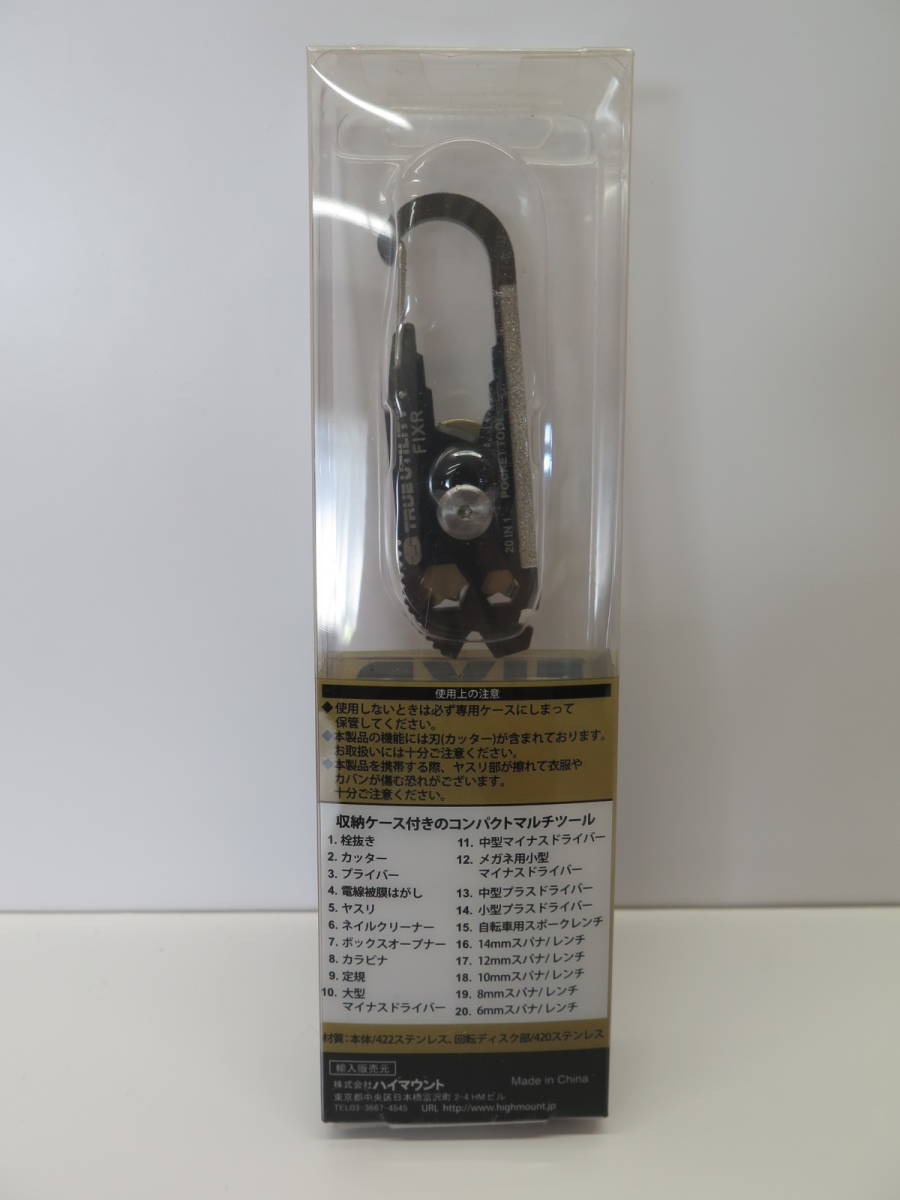 TRUE UTILITY
FIXR
20 IN 1 POCKET TOOL
使用上の注意
◆使用しないときは必ず専用ケースにしまって
保管してください。
◆本製品の機能には刃(カッター)が含まれております。
お取扱いには十分ご注意ください。
◆本製品を携帯する際、ヤスリ部が擦れて衣服や
カバンが傷む恐れがございます。
十分ご注意ください。
収納ケース付きのコンパクトマルチツール
1. 栓抜き
2. カッター
3. プライバー
4. 電線被膜はがし
5. ヤスリ
6. ネイルクリーナー
7. ボックスオープナー
8. カラビナ
9. 定規
10. 大型
マイナスドライバー
11. 中型マイナスドライバー
12. メガネ用小型
マイナスドライバー
13. 中型プラスドライバー
14. 小型プラスドライバー
15. 自転車用スポークレンチ
16. 14mmスパナ/レンチ
17. 12mmスパナ/レンチ
18. 10mmスパナ/レンチ
19. 8mmスパナ/レンチ
20. 6mmスパナ/レンチ
材質:本体/422ステンレス、回転ディスク部/420ステンレス
輸入販売元
株式会社ハイマウント
Made in China
東京都中央区日本橋富沢町2-4 HMビル
TEL03-3667-4545 URL http://www.highmount.jp